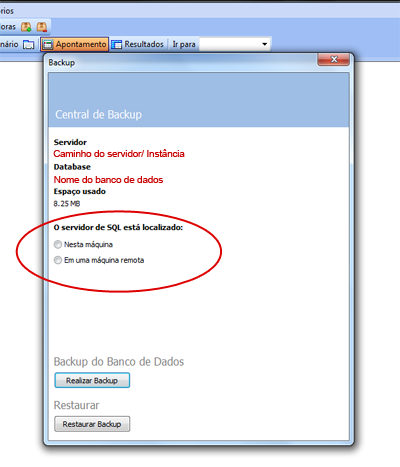 órios
oras
nário Apontamento Resultados Ir para
Backup
Central de Backup
Servidor
Caminho do servidor/ Instância
Database
Nome do banco de dados
Espaço usado
8.25 MB
O servidor de SQL está localizado:
Nesta máquina
Em uma máquina remota
Backup do Banco de Dados
Realizar Backup
Restaurar
Restaurar Backup